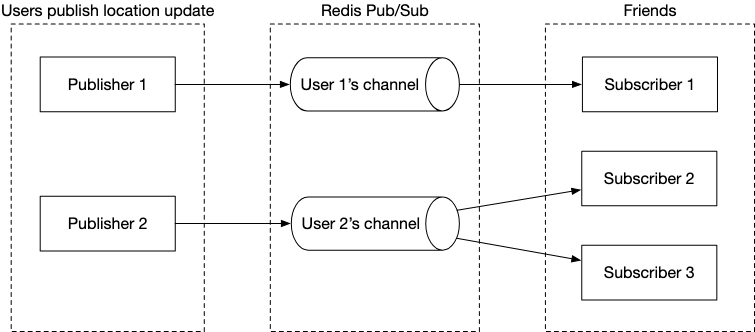 Users publish location update
Redis Pub/Sub
Friends
Publisher 1
User 1's channel
Subscriber 1
Subscriber 2
Publisher 2
User 2's channel
Subscriber 3